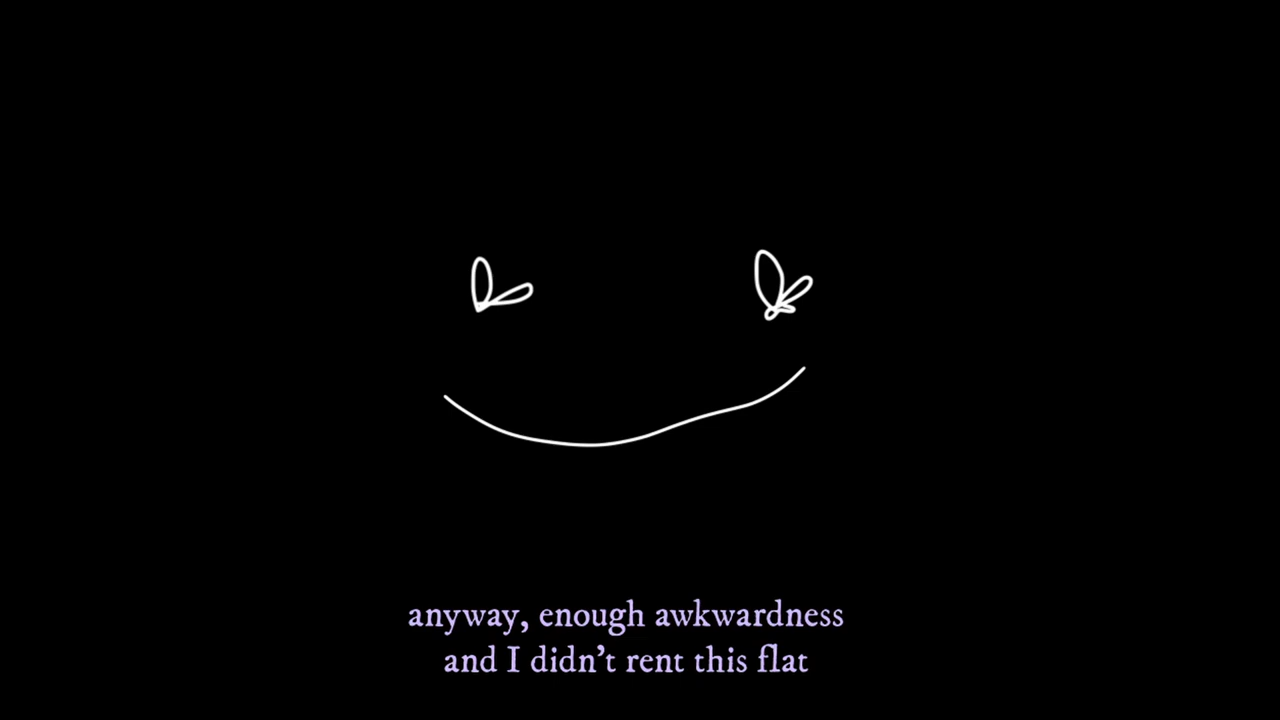 anyway, enough awkwardness
and I didn’t rent this flat